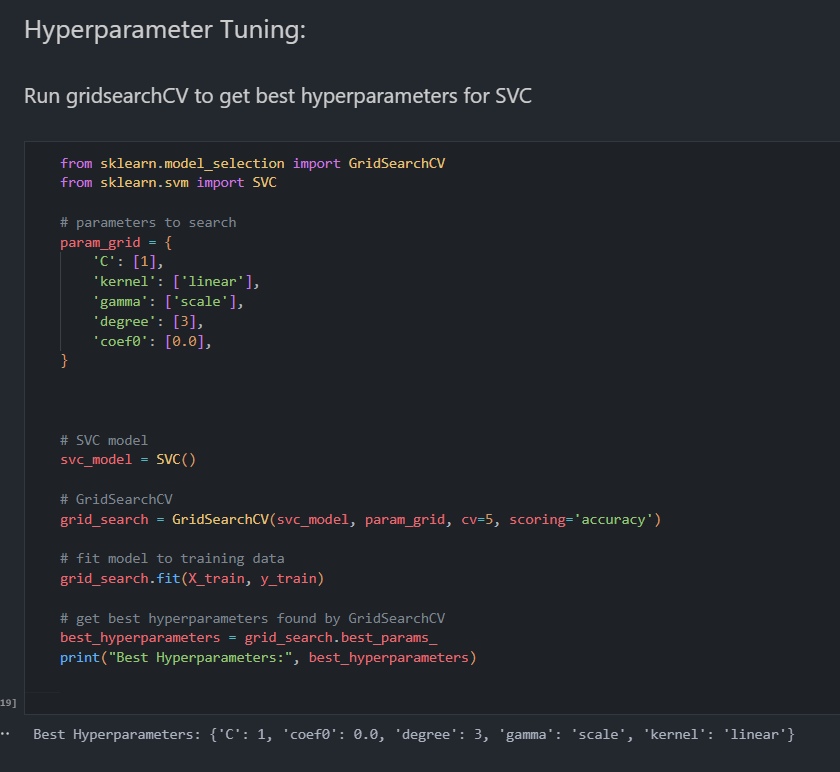 Hyperparameter Tuning:
Run gridsearchCV to get best hyperparameters for SVC
from sklearn.model_selection import GridSearchCV
from sklearn.svm import SVC
# parameters to search
param_grid = {
    'C': [1],
    'kernel': ['linear'],
    'gamma': ['scale'],
    'degree': [3],
    'coef0': [0.0],
}
# SVC model
svc_model = SVC()
# GridSearchCV
grid_search = GridSearchCV(svc_model, param_grid, cv=5, scoring='accuracy')
# fit model to training data
grid_search.fit(X_train, y_train)
# get best hyperparameters found by GridSearchCV
best_hyperparameters = grid_search.best_params_
print("Best Hyperparameters:", best_hyperparameters)
19]
Best Hyperparameters: {'C': 1, 'coef0': 0.0, 'degree': 3, 'gamma': 'scale', 'kernel': 'linear'}